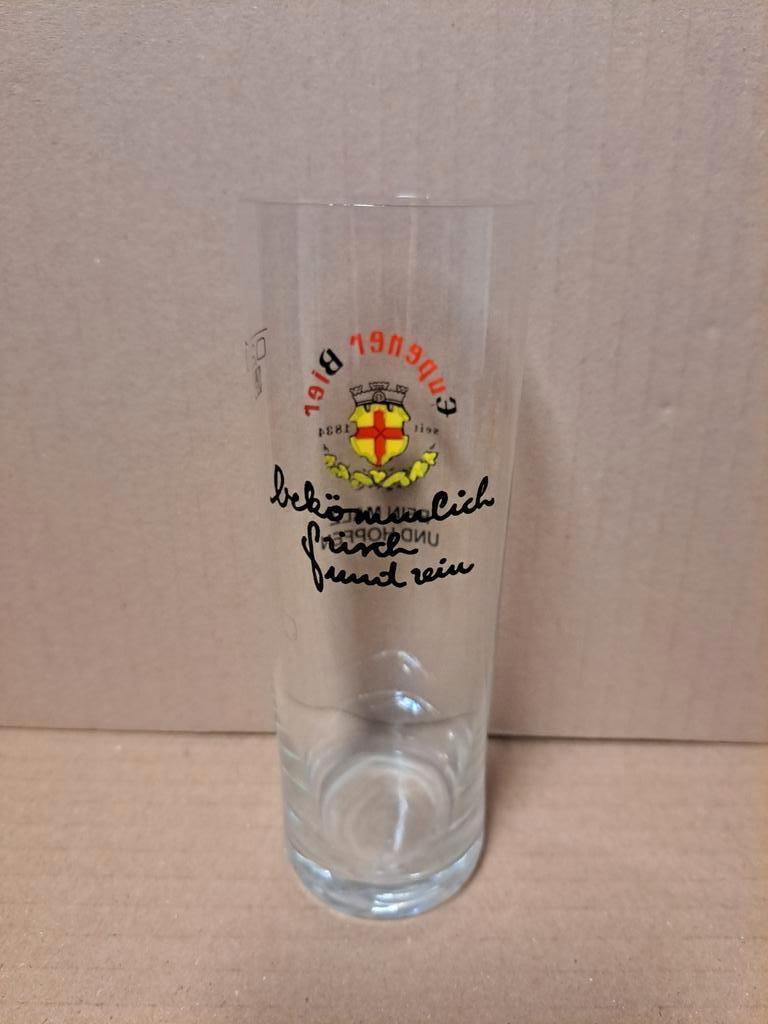 Eupener Bier
seit 1834
bekömmlich
frisch
und rein
UND HOPFEN